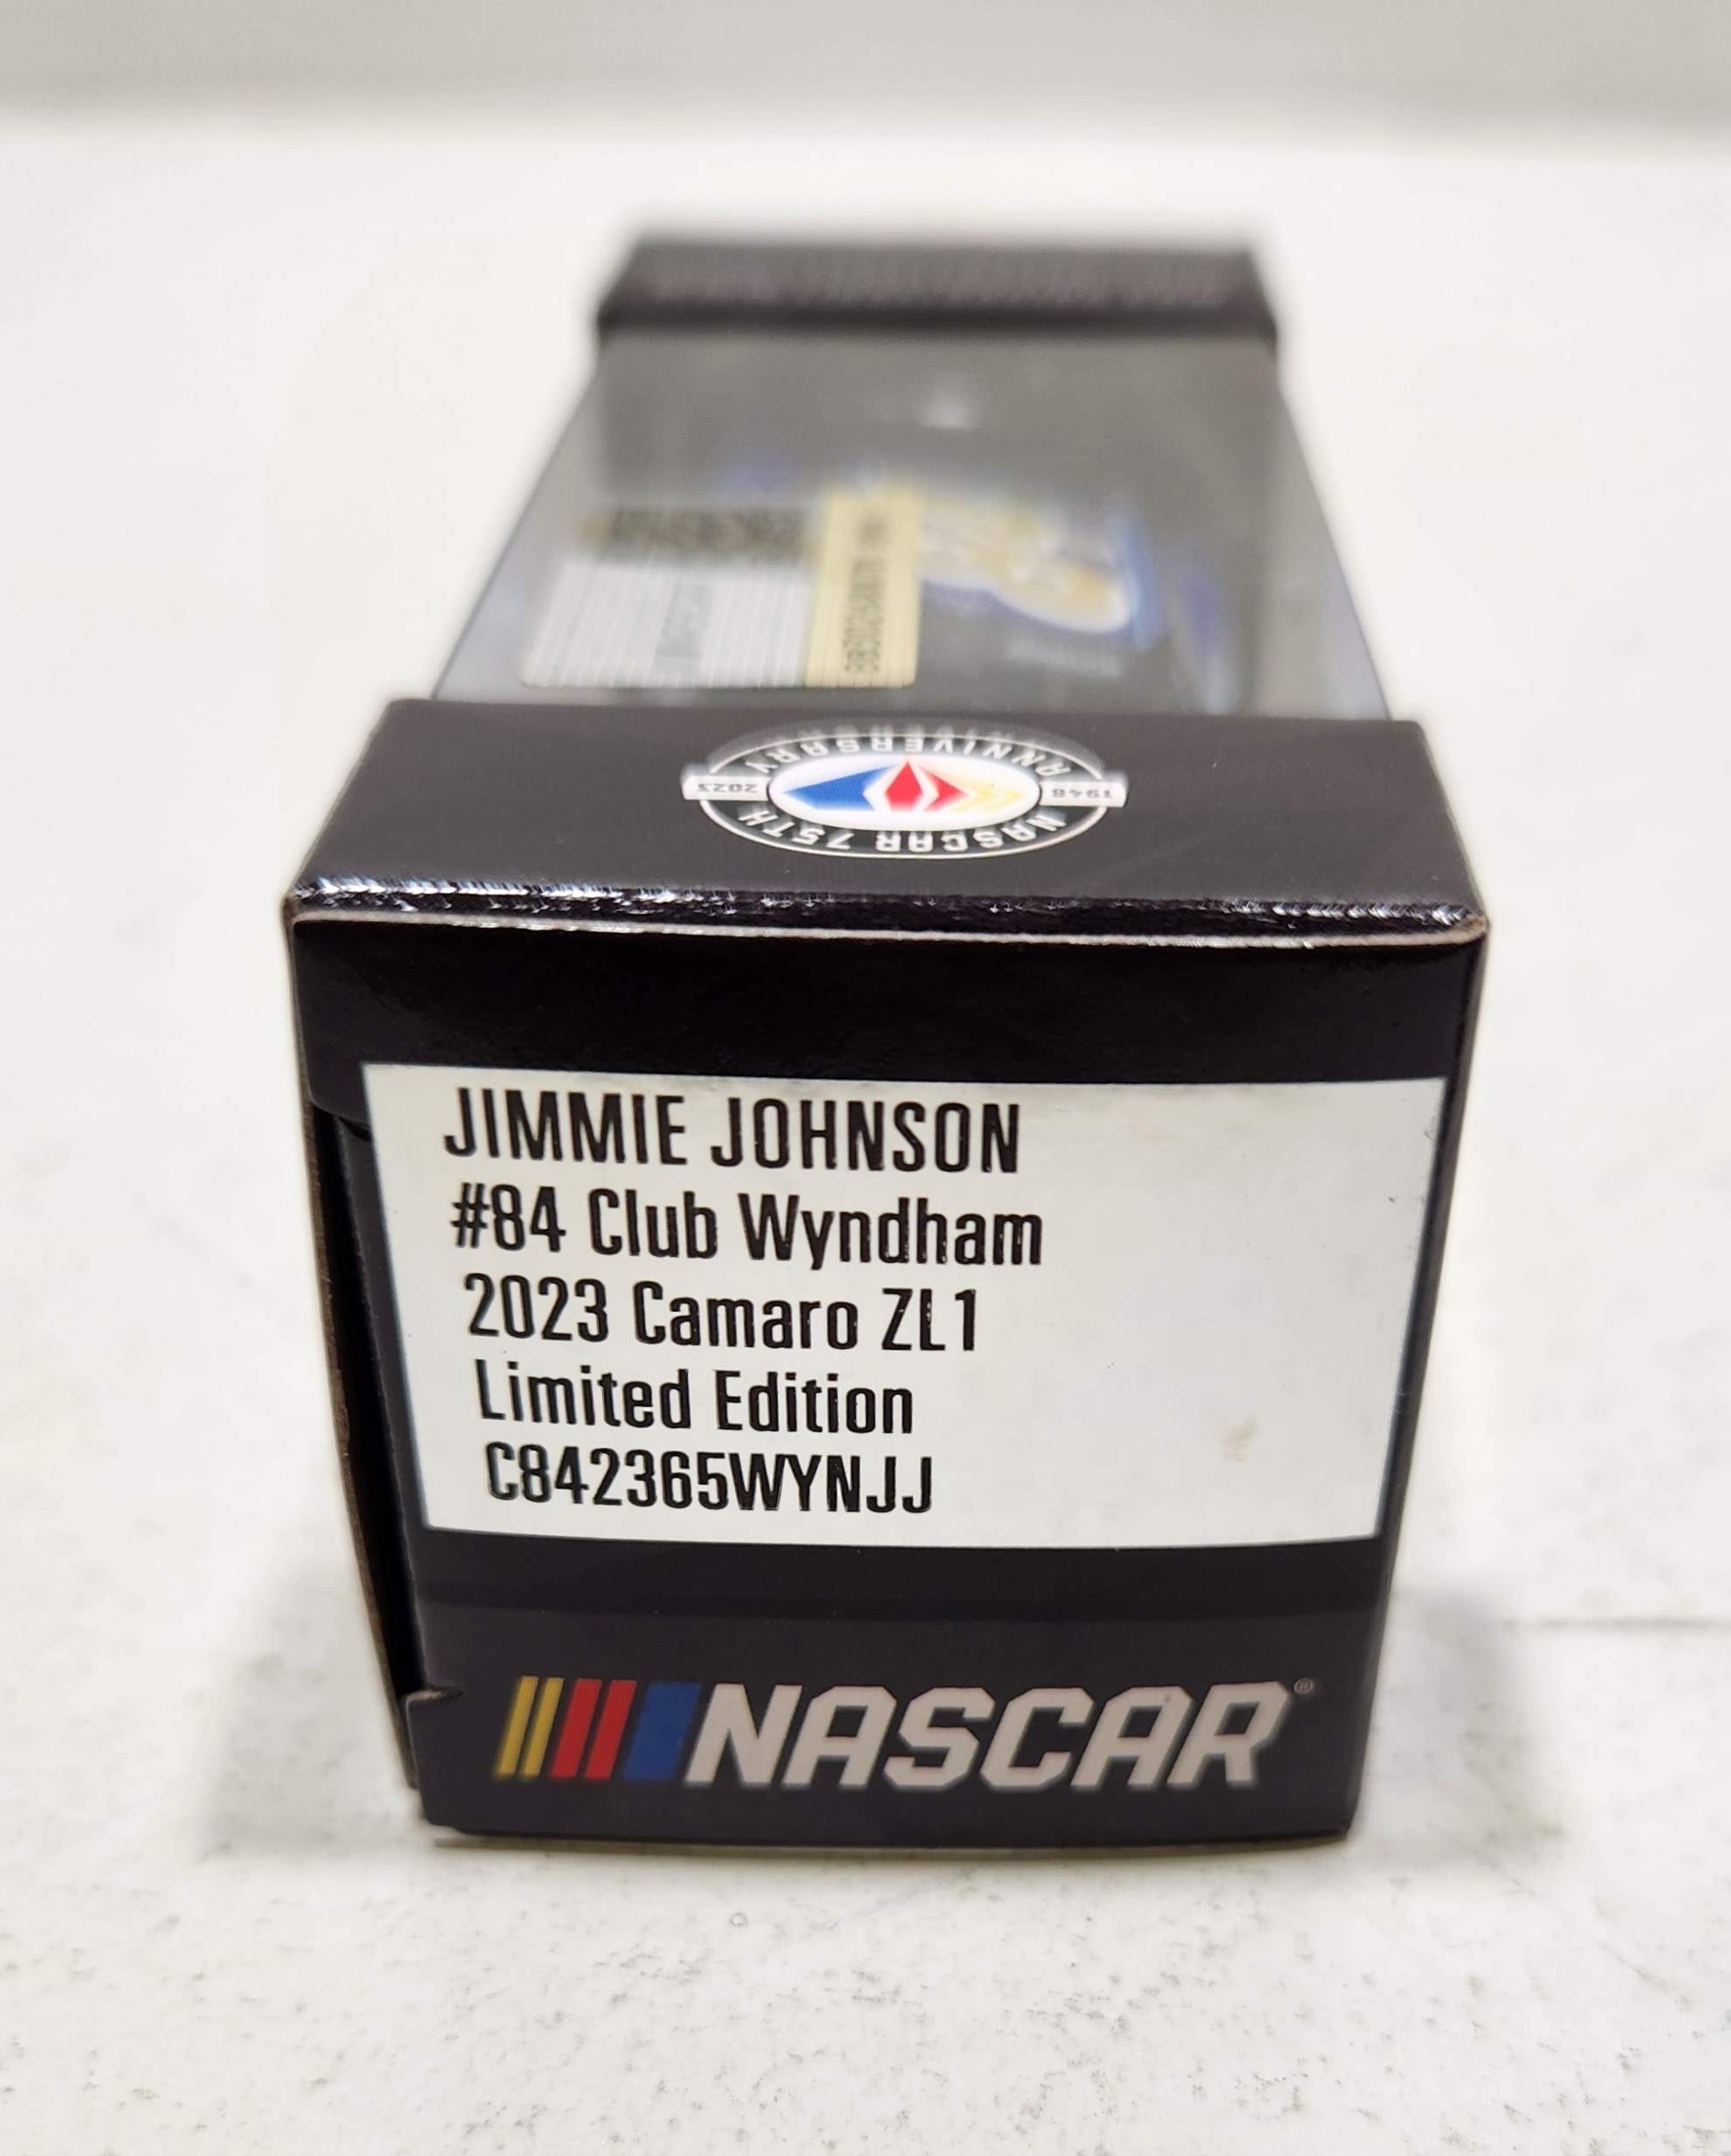 NASCAR 75TH
ANNIVERSARY
1948 2023
JIMMIE JOHNSON
#84 Club Wyndham
2023 Camaro ZL1
Limited Edition
C842365WYNJJ
NASCAR®